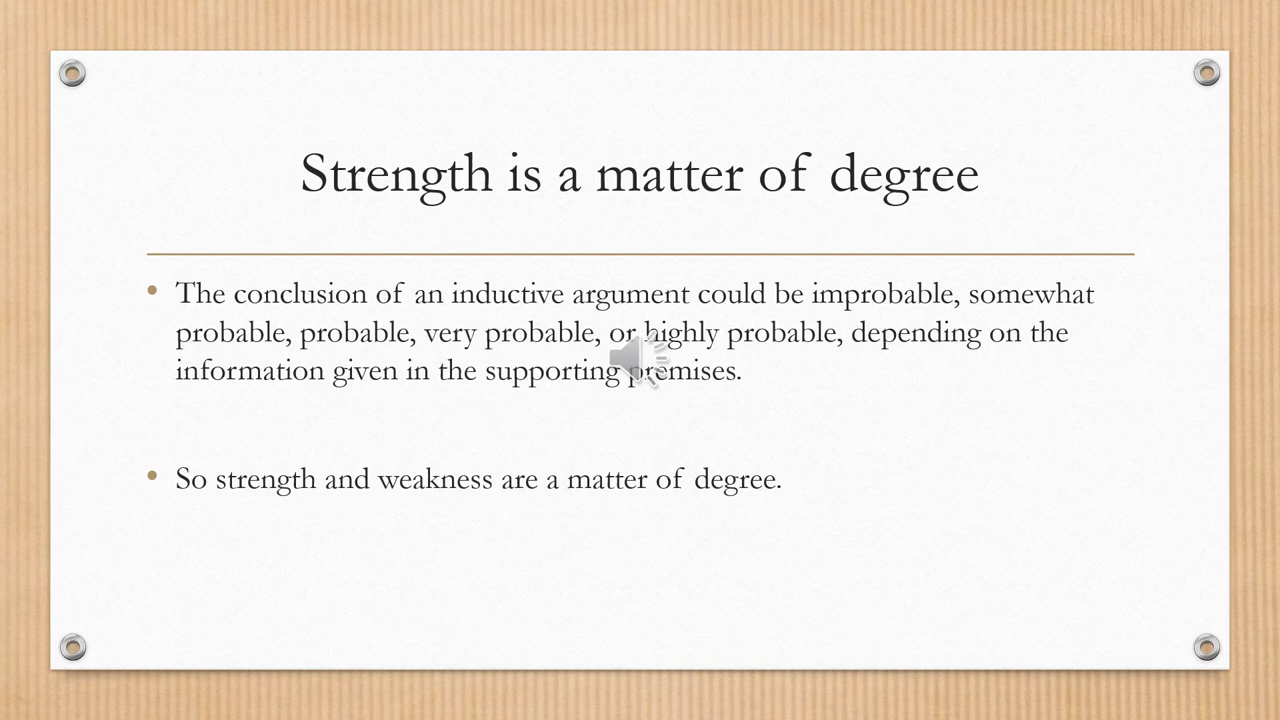 Strength is a matter of degree
• The conclusion of an inductive argument could be improbable, somewhat
probable, probable, very probable, or highly probable, depending on the
information given in the supporting premises.
• So strength and weakness are a matter of degree.